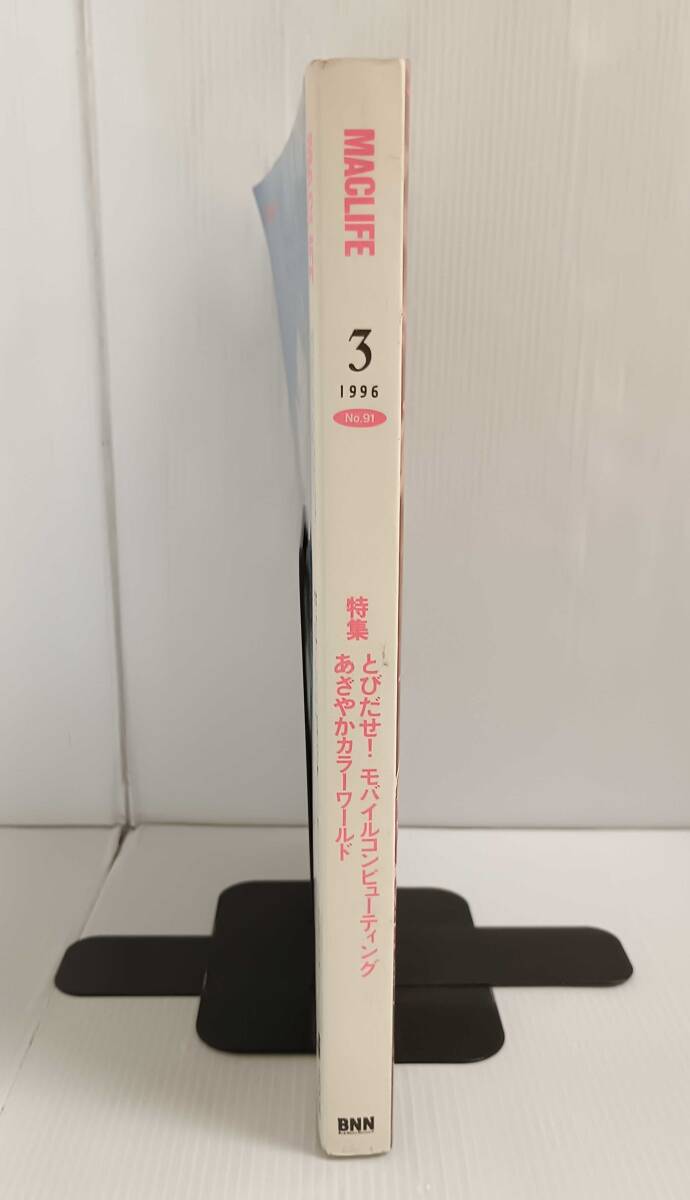 MACLIFE
3
1996
No.91
特集
とびだせ！ モバイルコンピューティング
あざやかカラーワールド
BNN